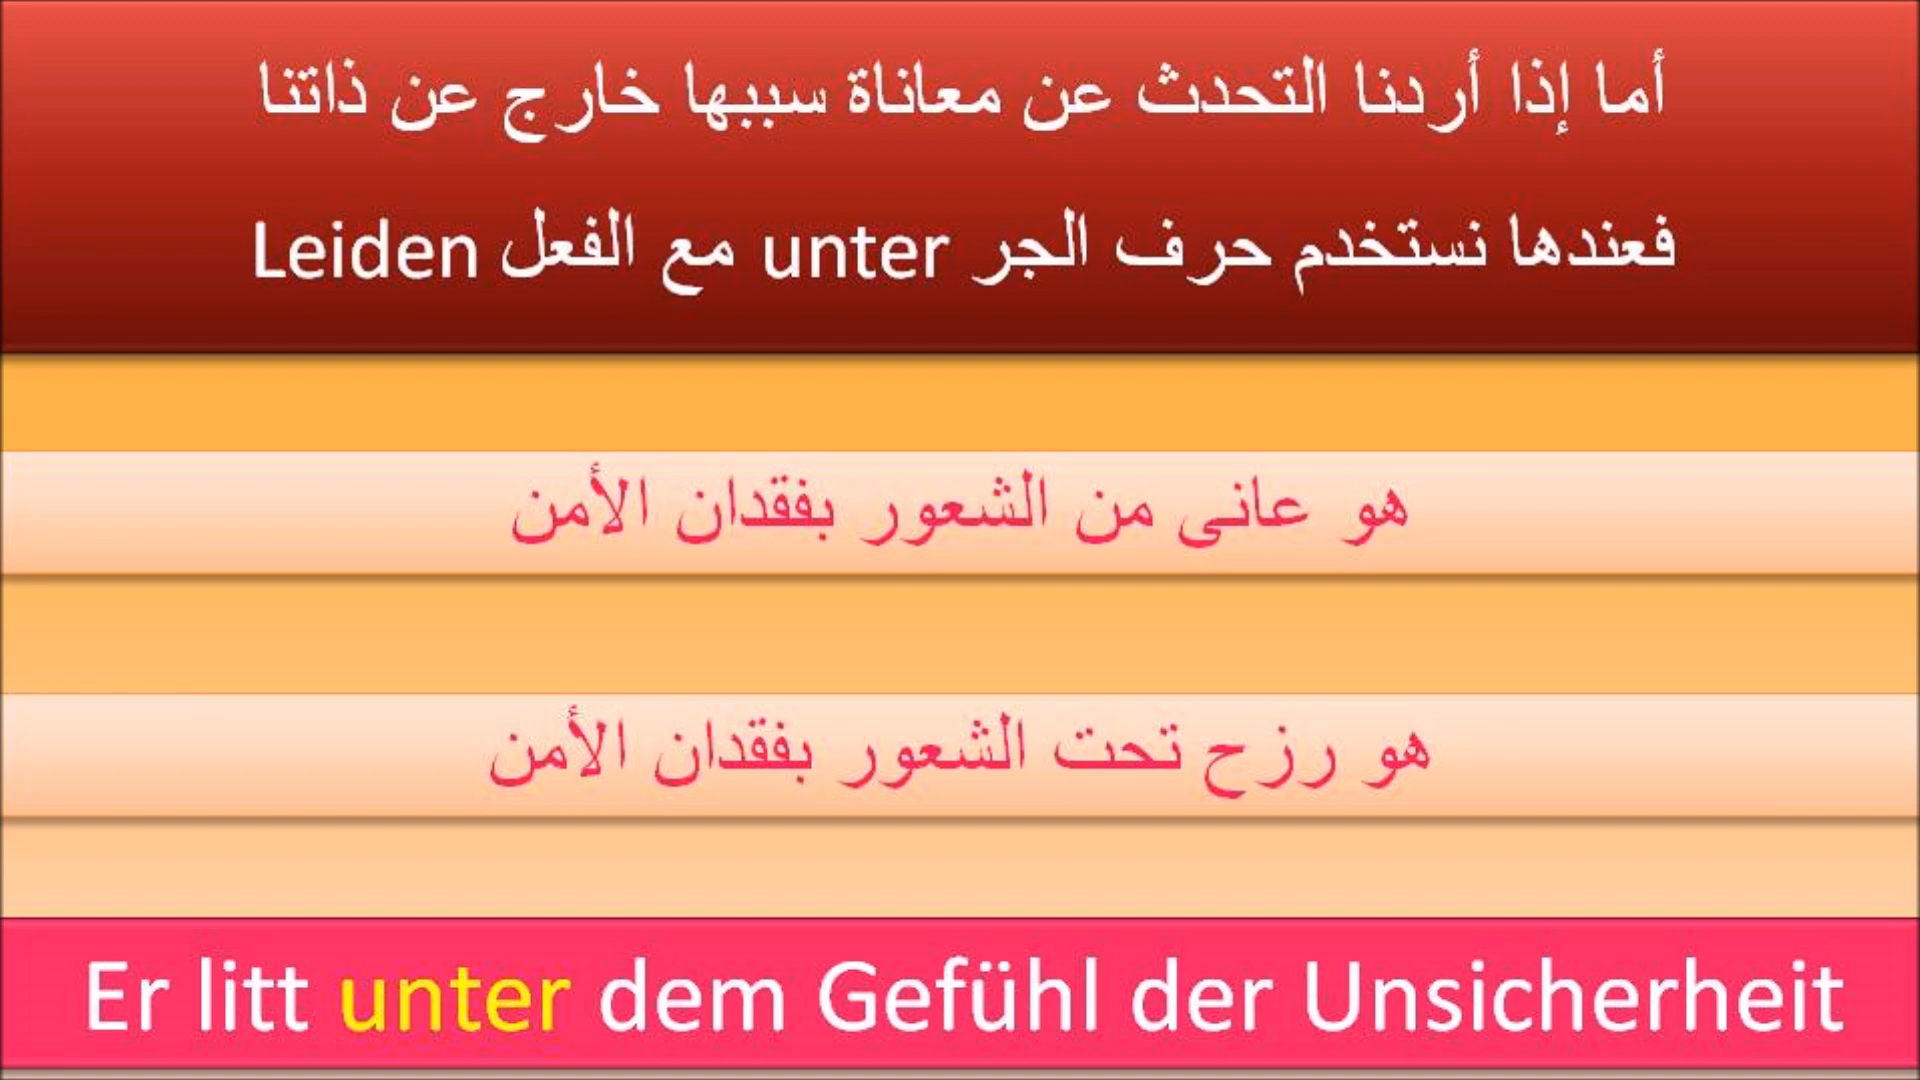 أما إذا أردنا التحدث عن معاناة سببها خارج عن ذاتنا
فعندها نستخدم حرف الجر unter مع الفعل Leiden
هو عانى من الشعور بفقدان الأمن
هو رزح تحت الشعور بفقدان الأمن
Er litt unter dem Gefühl der Unsicherheit